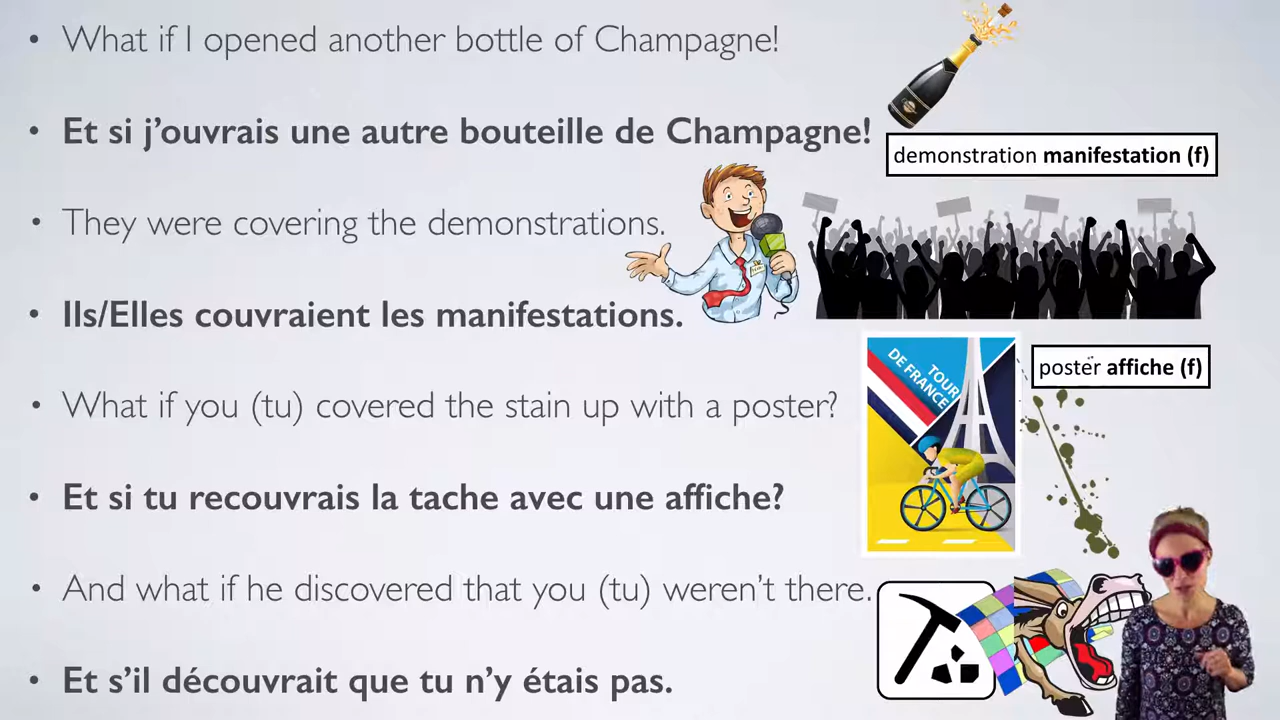 What if I opened another bottle of Champagne!
Et si j'ouvrais une autre bouteille de Champagne!
demonstration manifestation (f)
They were covering the demonstrations.
Ils/Elles couvraient les manifestations.
TOUR
DE FRANCE
poster affiche (f)
What if you (tu) covered the stain up with a poster?
Et si tu recouvrais la tache avec une affiche?
And what if he discovered that you (tu) weren't there.
Et s'il découvrait que tu n'y étais pas.